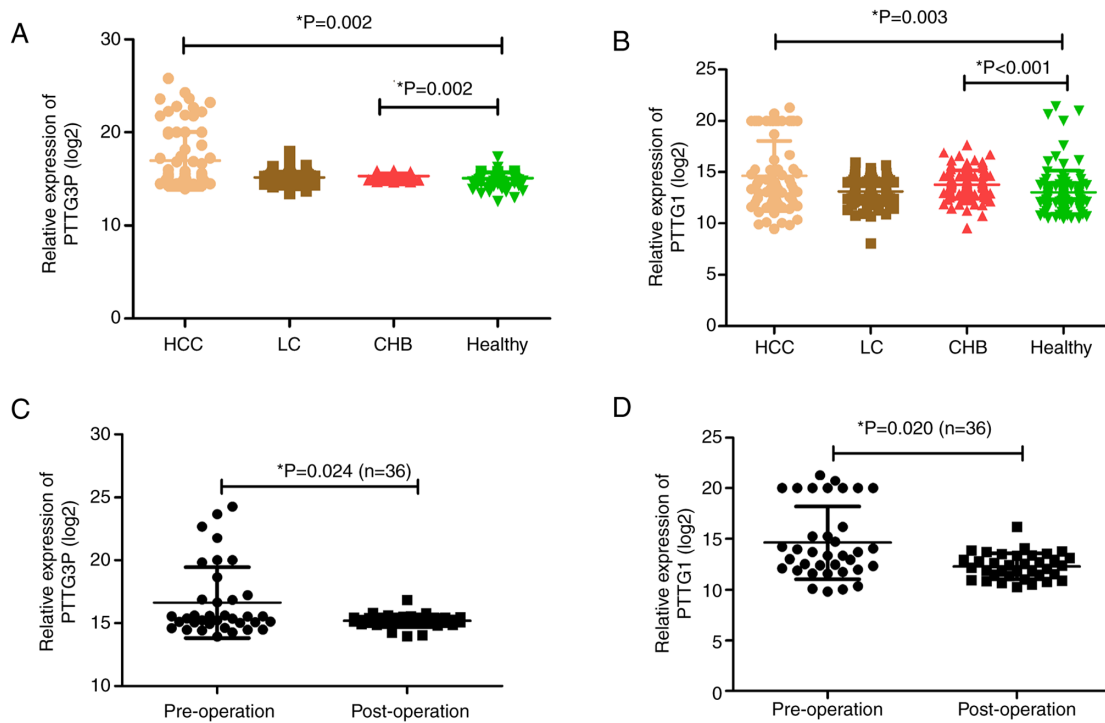 A
Relative expression of
PTTG3P (log2)
30
20
10
0
*P=0.002
*P=0.002
HCC
LC
CHB
Healthy
B
Relative expression of
PTTG1 (log2)
25
20
15
10
5
0
*P=0.003
*P<0.001
HCC
LC
CHB
Healthy
C
Relative expression of
PTTG3P (log2)
30
25
20
15
10
*P=0.024 (n=36)
Pre-operation
Post-operation
D
Relative expression of
PTTG1 (log2)
25
20
15
10
5
0
*P=0.020 (n=36)
Pre-operation
Post-operation